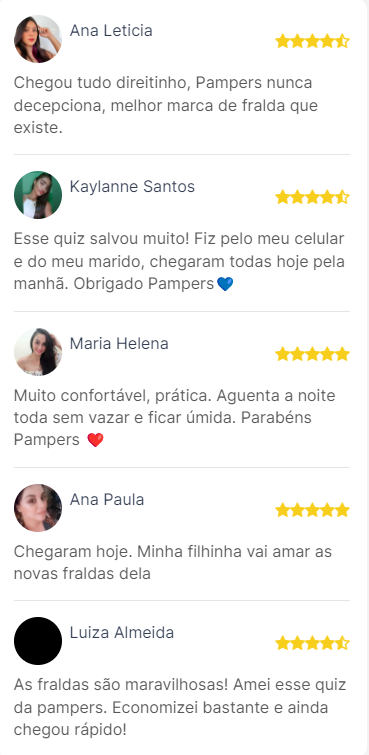 Ana Leticia
Chegou tudo direitinho, Pampers nunca
decepciona, melhor marca de fralda que
existe.
Kaylanne Santos
Esse quiz salvou muito! Fiz pelo meu celular
e do meu marido, chegaram todas hoje pela
manhã. Obrigado Pampers💙
Maria Helena
Muito confortável, prática. Aguenta a noite
toda sem vazar e ficar úmida. Parabéns
Pampers ❤️
Ana Paula
Chegaram hoje. Minha filhinha vai amar as
novas fraldas dela
Luiza Almeida
As fraldas são maravilhosas! Amei esse quiz
da pampers. Economizei bastante e ainda
chegou rápido!